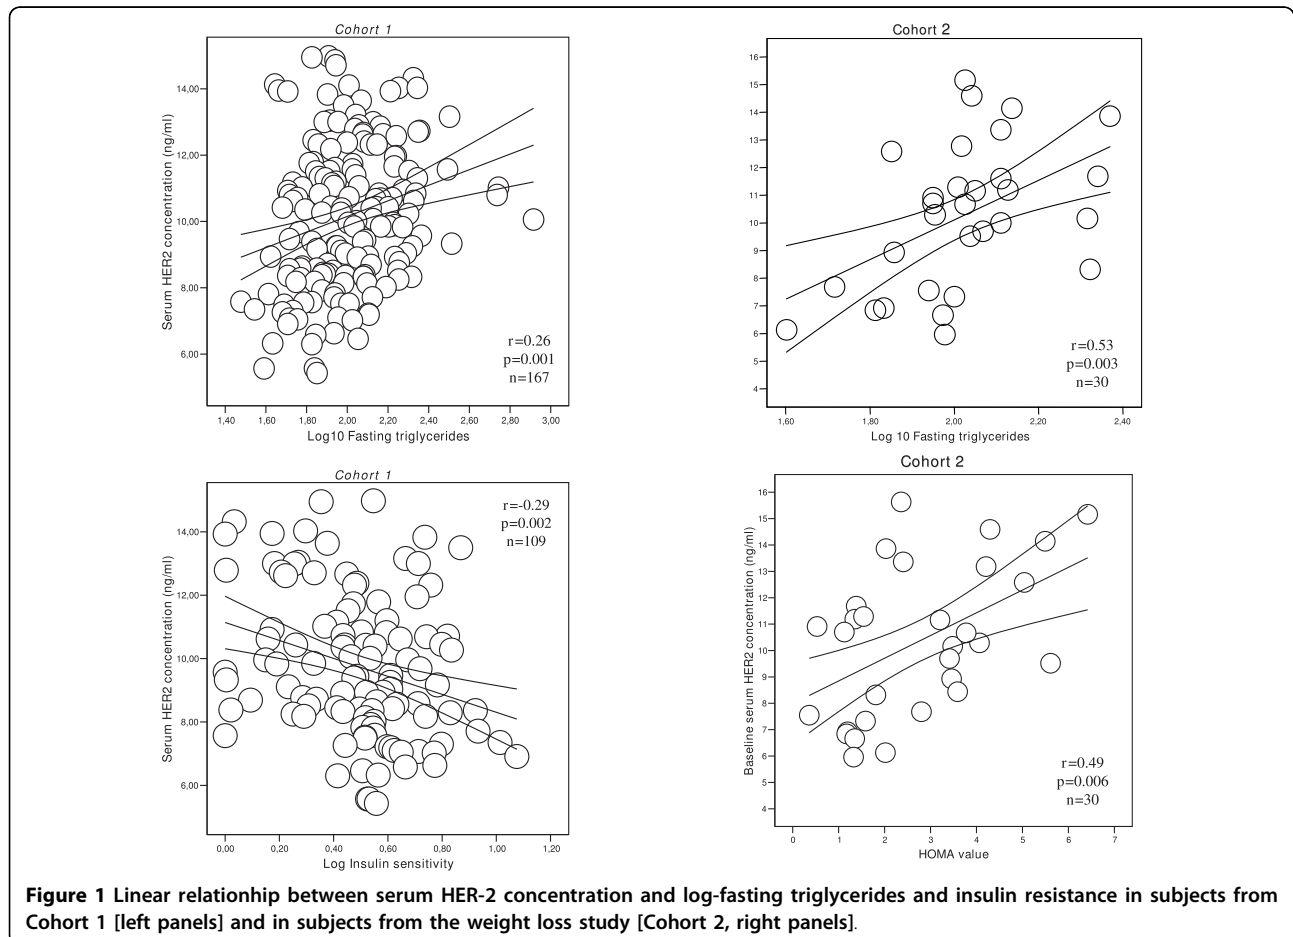 Cohort 1
Serum HER2 concentration (ng/ml)
14,00
12,00
10,00
8,00
6,00
r=0.26
p=0.001
n=167
1,40 1,60 1,80 2,00 2,20 2,40 2,60 2,80 3,00
Log10 Fasting triglycerides
Cohort 2
16
15
14
13
12
11
10
9
8
7
6
5
4
r=0.53
p=0.003
n=30
1,60 1,80 2,00 2,20 2,40
Log 10 Fasting triglycerides
Cohort 1
Serum HER2 concentration (ng/ml)
14,00
12,00
10,00
8,00
6,00
r=-0.29
p=0.002
n=109
0,00 0,20 0,40 0,60 0,80 1,00 1,20
Log Insulin sensitivity
Cohort 2
Baseline serum HER2 concentration (ng/ml)
16
15
14
13
12
11
10
9
8
7
6
5
4
r=0.49
p=0.006
n=30
0 1 2 3 4 5 6 7
HOMA value
Figure 1 Linear relationhip between serum HER-2 concentration and log-fasting triglycerides and insulin resistance in subjects from
Cohort 1 [left panels] and in subjects from the weight loss study [Cohort 2, right panels].